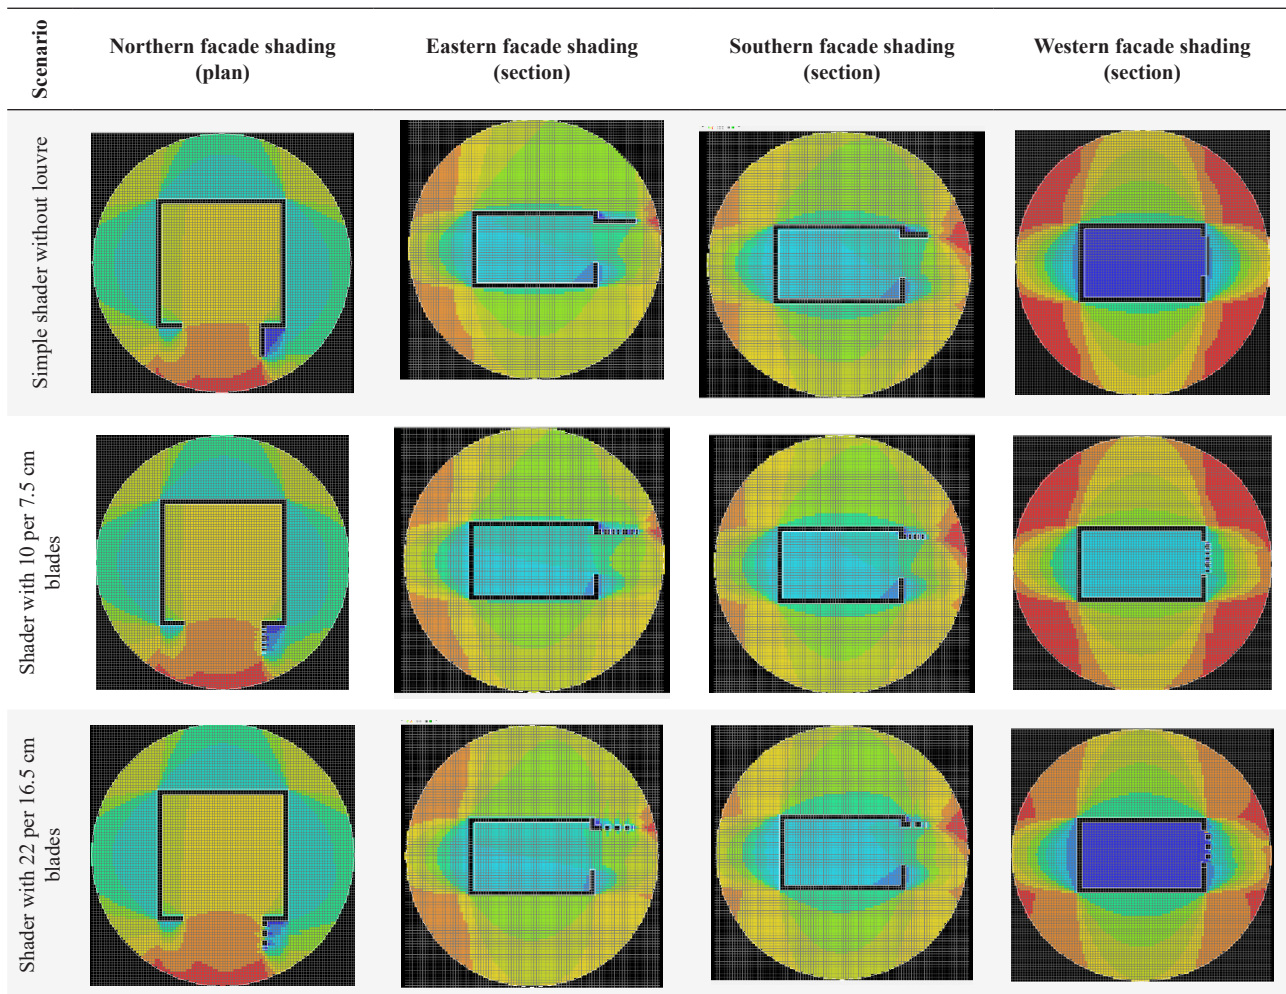 Scenario
Northern facade shading
(plan)
Eastern facade shading
(section)
Southern facade shading
(section)
Western facade shading
(section)
Simple shader without louvre
Shader with 10 per 7.5 cm
blades
Shader with 22 per 16.5 cm
blades